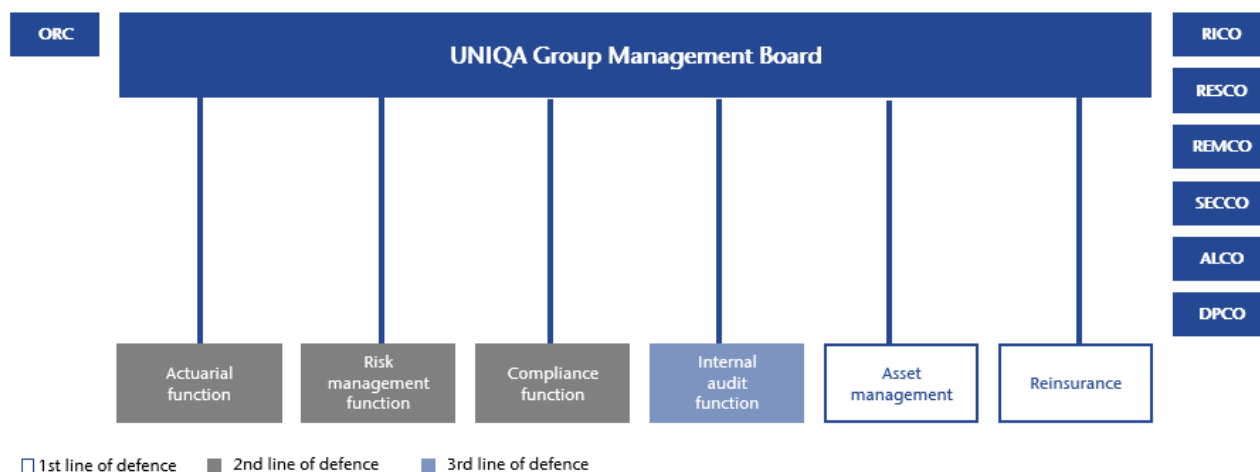 ORC
UNIQA Group Management Board
RICO
RESCO
REMCO
SECCO
ALCO
DPCO
Actuarial
function
Risk
management
function
Compliance
function
Internal
audit
function
Asset
management
Reinsurance
1st line of defence
2nd line of defence
3rd line of defence